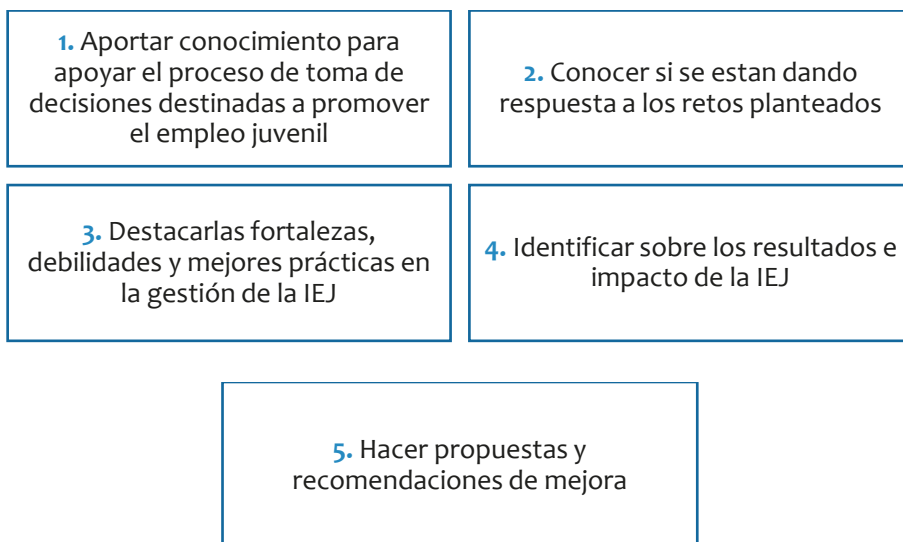 1. Aportar conocimiento para
apoyar el proceso de toma de
decisiones destinadas a promover
el empleo juvenil
2. Conocer si se estan dando
respuesta a los retos planteados
3. Destacarlas fortalezas,
debilidades y mejores prácticas en
la gestión de la IEJ
4. Identificar sobre los resultados e
impacto de la IEJ
5. Hacer propuestas y
recomendaciones de mejora